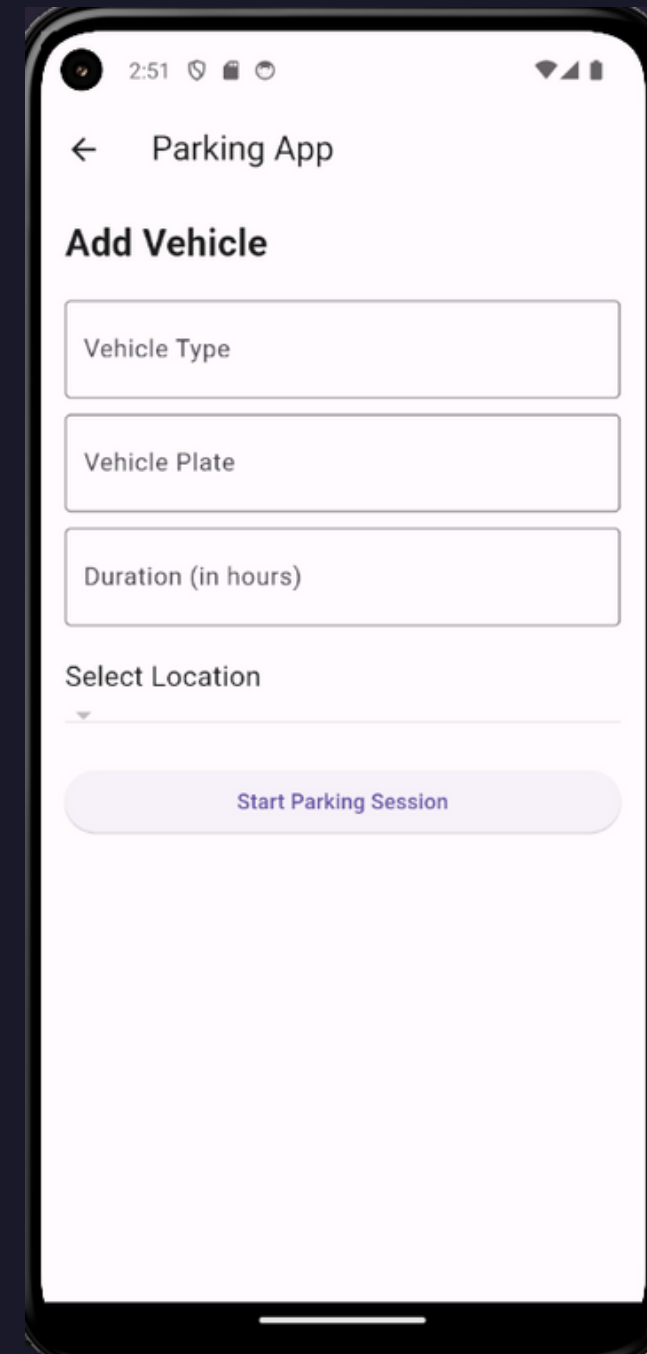 2:51
Parking App
Add Vehicle
Vehicle Type
Vehicle Plate
Duration (in hours)
Select Location
Start Parking Session